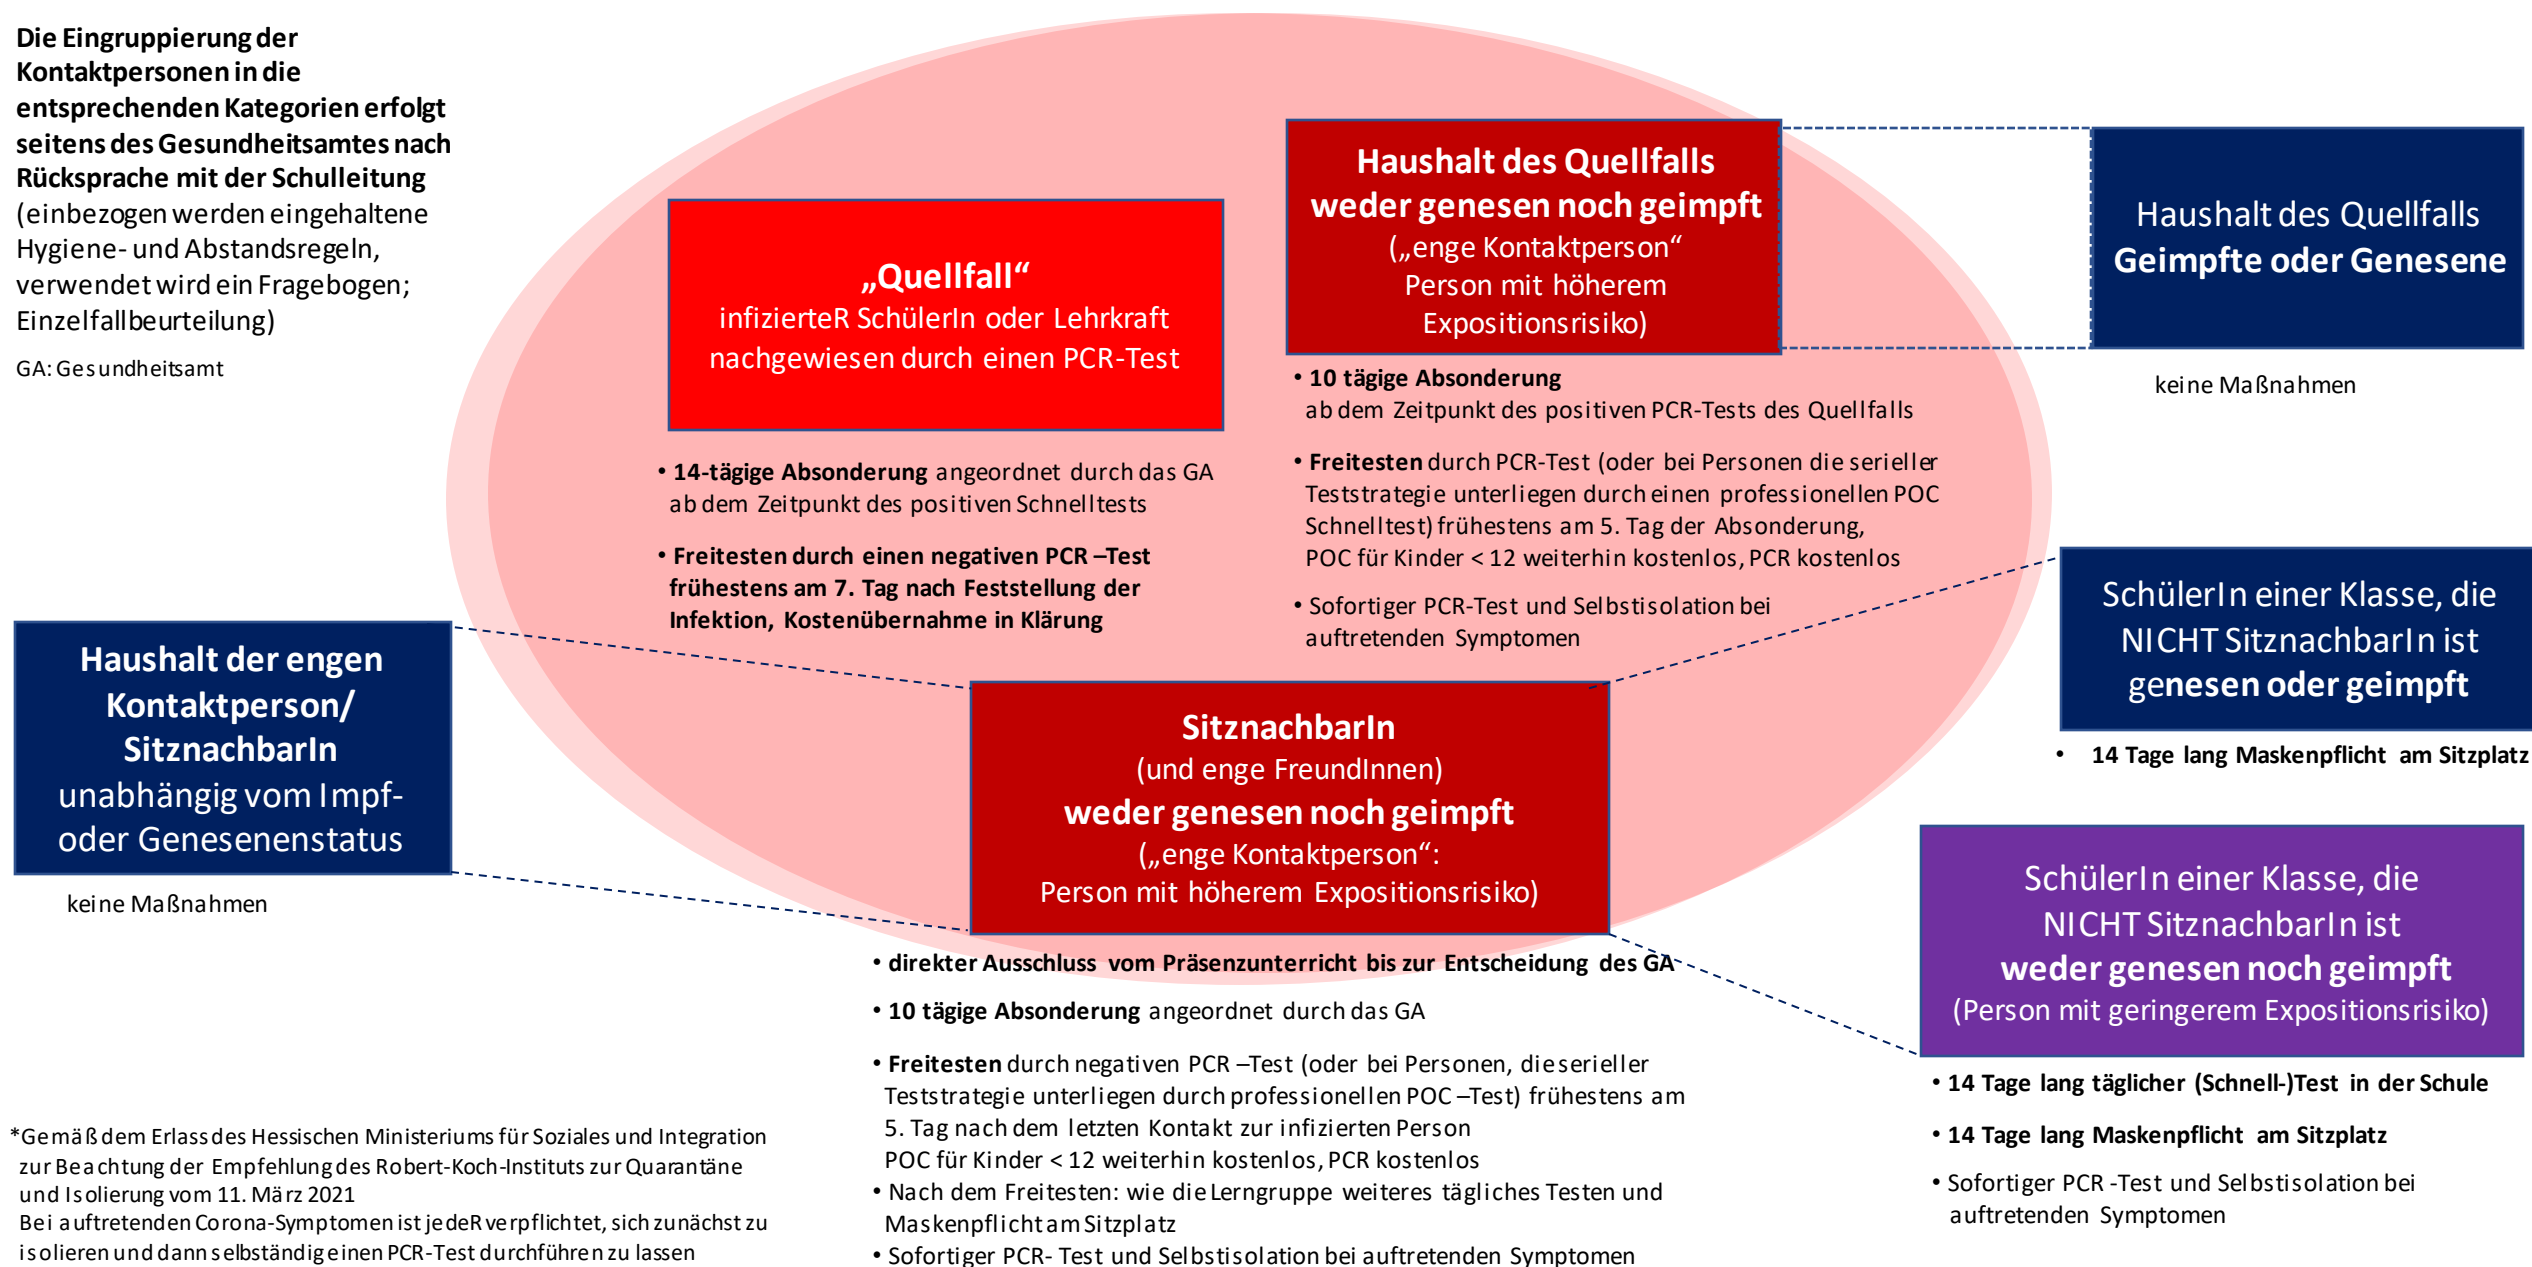 Die Eingruppierung der
Kontaktpersonen in die
entsprechenden Kategorien erfolgt
seitens des Gesundheitsamtes nach
Rücksprache mit der Schulleitung
(einbezogen werden eingehaltene
Hygiene- und Abstandsregeln,
verwendet wird ein Fragebogen;
Einzelfallbeurteilung)
GA: Gesundheitsamt
„Quellfall“
infizierteR SchülerIn oder Lehrkraft
nachgewiesen durch einen PCR-Test
• 14-tägige Absonderung angeordnet durch das GA
ab dem Zeitpunkt des positiven Schnelltests
• Freitesten durch einen negativen PCR –Test
frühestens am 7. Tag nach Feststellung der
Infektion, Kostenübernahme in Klärung
Haushalt des Quellfalls
weder genesen noch geimpft
(„enge Kontaktperson“
Person mit höherem
Expositionsrisiko)
• 10 tägige Absonderung
ab dem Zeitpunkt des positiven PCR-Tests des Quellfalls
• Freitesten durch PCR-Test (oder bei Personen die serieller
Teststrategie unterliegen durch einen professionellen POC
Schnelltest) frühestens am 5. Tag der Absonderung,
POC für Kinder < 12 weiterhin kostenlos, PCR kostenlos
• Sofortiger PCR-Test und Selbstisolation bei
auftretenden Symptomen
Haushalt des Quellfalls
Geimpfte oder Genesene
keine Maßnahmen
Haushalt der engen
Kontaktperson/
SitznachbarIn
unabhängig vom Impf-
oder Genesenenstatus
keine Maßnahmen
SitznachbarIn
(und enge FreundInnen)
weder genesen noch geimpft
(„enge Kontaktperson“:
Person mit höherem Expositionsrisiko)
• direkter Ausschluss vom Präsenzunterricht bis zur Entscheidung des GA
• 10 tägige Absonderung angeordnet durch das GA
• Freitesten durch negativen PCR –Test (oder bei Personen, die serieller
Teststrategie unterliegen durch professionellen POC –Test) frühestens am
5. Tag nach dem letzten Kontakt zur infizierten Person
POC für Kinder < 12 weiterhin kostenlos, PCR kostenlos
• Nach dem Freitesten: wie die Lerngruppe weiteres tägliches Testen und
Maskenpflicht am Sitzplatz
• Sofortiger PCR- Test und Selbstisolation bei auftretenden Symptomen
SchülerIn einer Klasse, die
NICHT SitznachbarIn ist
genesen oder geimpft
• 14 Tage lang Maskenpflicht am Sitzplatz
SchülerIn einer Klasse, die
NICHT SitznachbarIn ist
weder genesen noch geimpft
(Person mit geringerem Expositionsrisiko)
• 14 Tage lang täglicher (Schnell-)Test in der Schule
• 14 Tage lang Maskenpflicht am Sitzplatz
• Sofortiger PCR -Test und Selbstisolation bei
auftretenden Symptomen
*Gemäß dem Erlass des Hessischen Ministeriums für Soziales und Integration
zur Beachtung der Empfehlung des Robert-Koch-Instituts zur Quarantäne
und Isolierung vom 11. März 2021
Bei auftretenden Corona-Symptomen ist jedeR verpflichtet, sich zunächst zu
isolieren und dann selbständig einen PCR-Test durchführen zu lassen